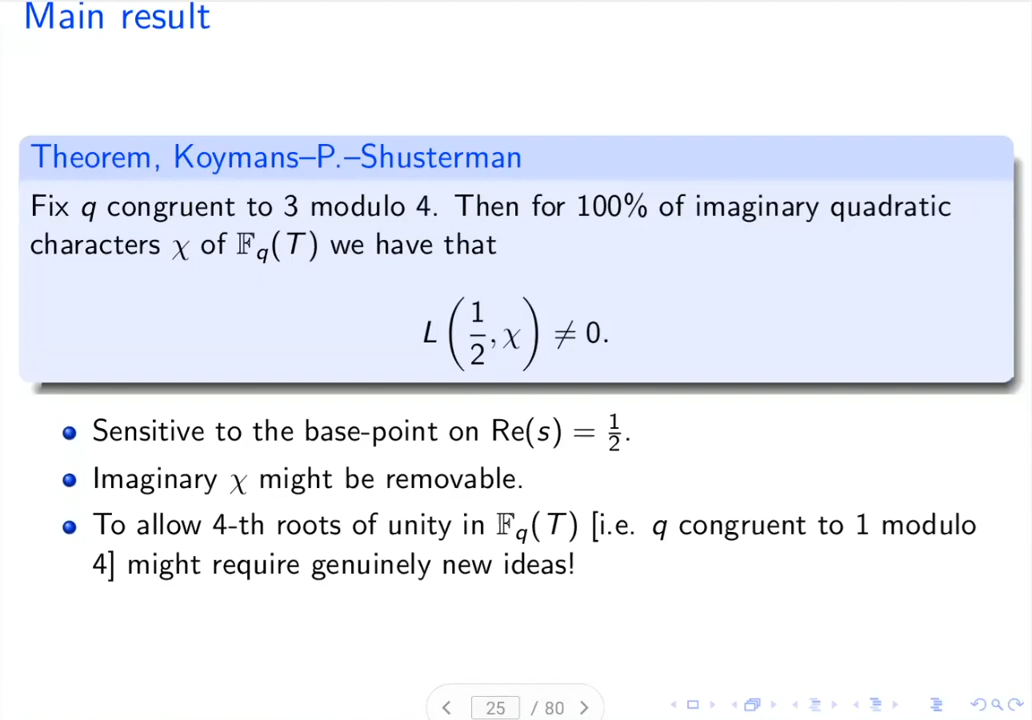 Main result
Theorem, Koymans–P.–Shusterman
Fix q congruent to 3 modulo 4. Then for 100% of imaginary quadratic
characters χ of 𝔽_q(T) we have that
L(1/2, χ) ≠ 0.
Sensitive to the base-point on Re(s) = 1/2.
Imaginary χ might be removable.
To allow 4-th roots of unity in 𝔽_q(T) [i.e. q congruent to 1 modulo
4] might require genuinely new ideas!
25 / 80